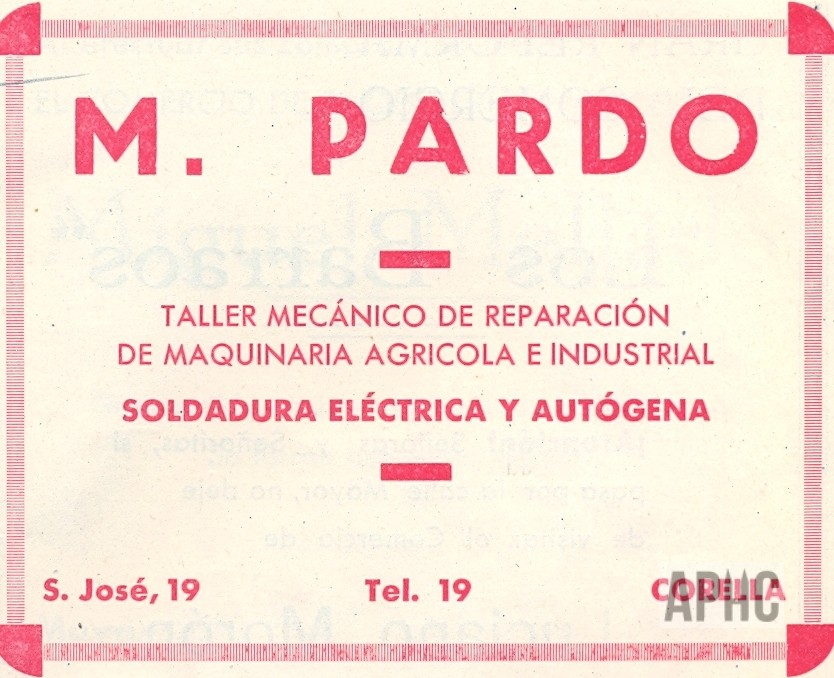 M. PARDO
TALLER MECÁNICO DE REPARACIÓN
DE MAQUINARIA AGRICOLA E INDUSTRIAL
SOLDADURA ELÉCTRICA Y AUTÓGENA
S. José, 19 Tel. 19 CORELLA
APHC